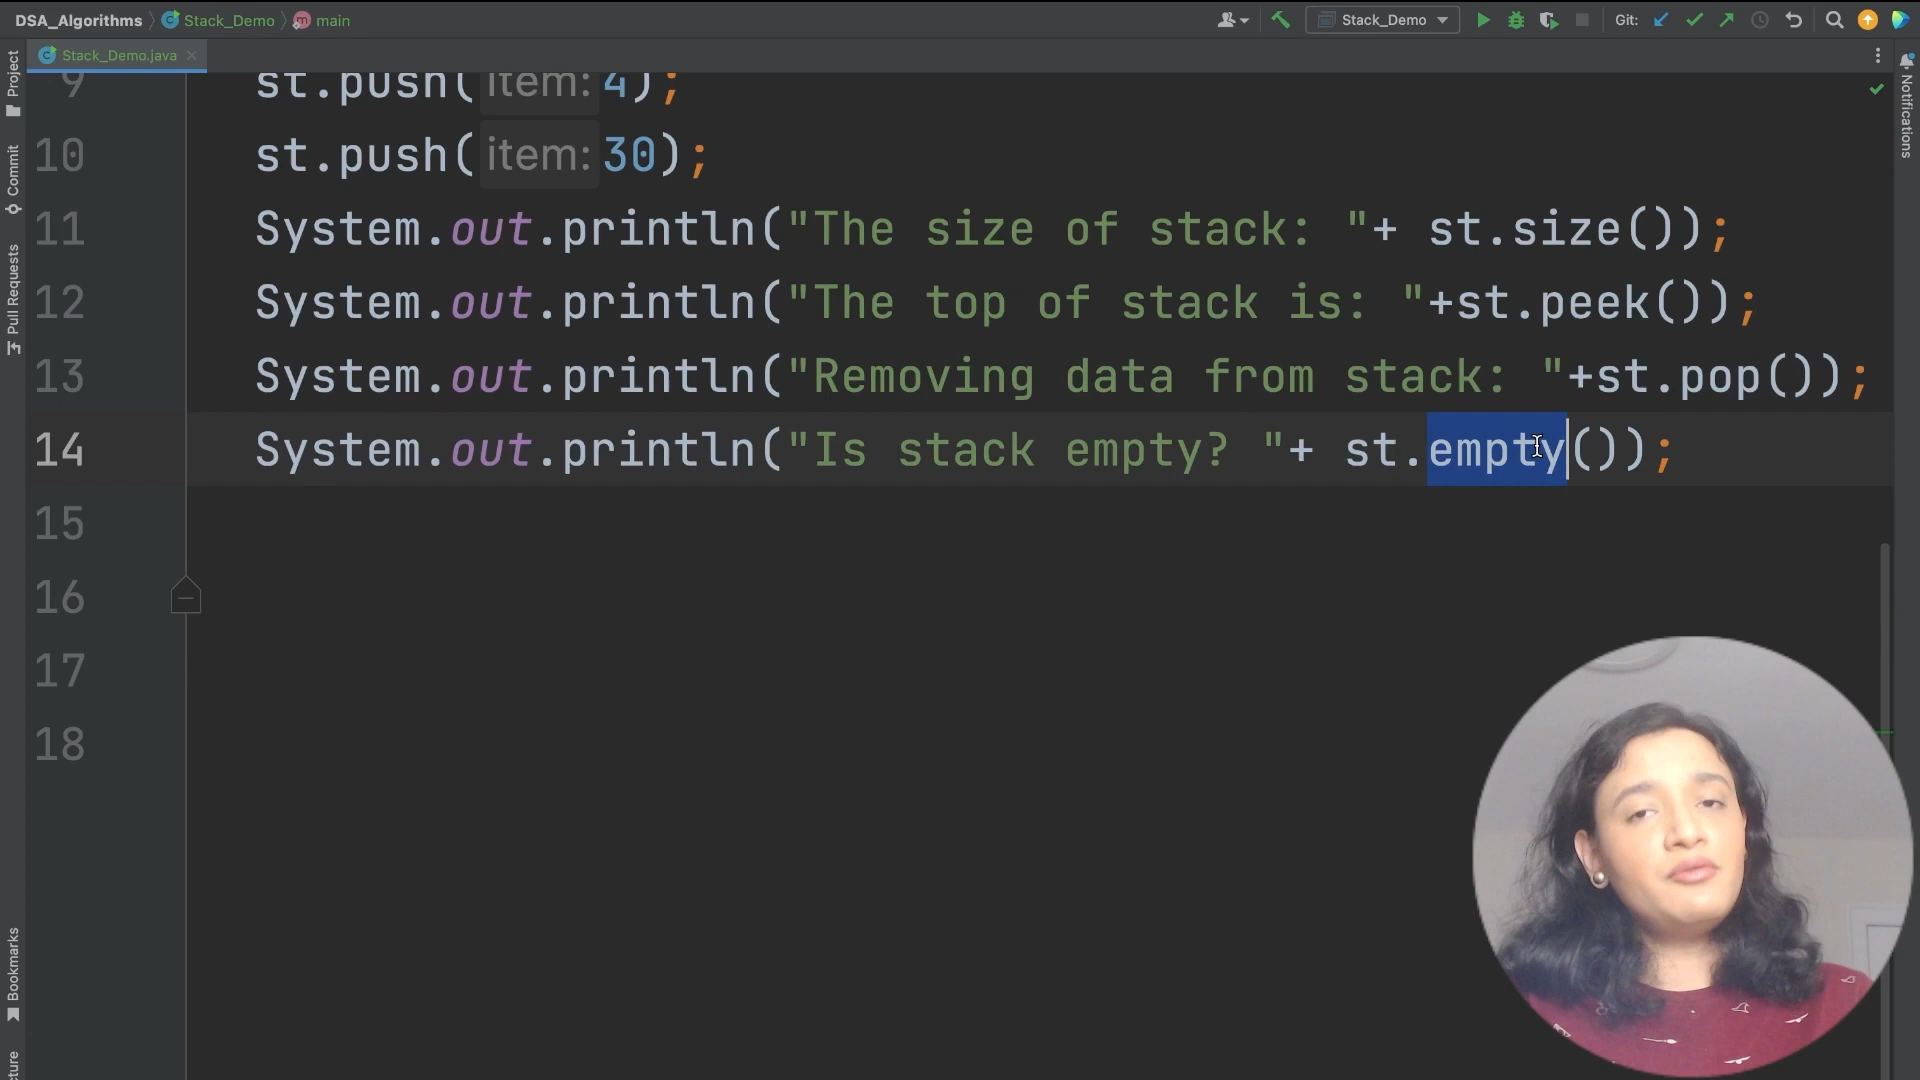 DSA_Algorithms Stack_Demo main Stack_Demo Git:
Stack_Demo.java
Project
Commit
Pull Requests
Bookmarks
Notifications
9 st.push( item: 4);
10 st.push( item: 30);
11 System.out.println("The size of stack: "+ st.size());
12 System.out.println("The top of stack is: "+st.peek());
13 System.out.println("Removing data from stack: "+st.pop());
14 System.out.println("Is stack empty? "+ st.empty());
15
16
17
18